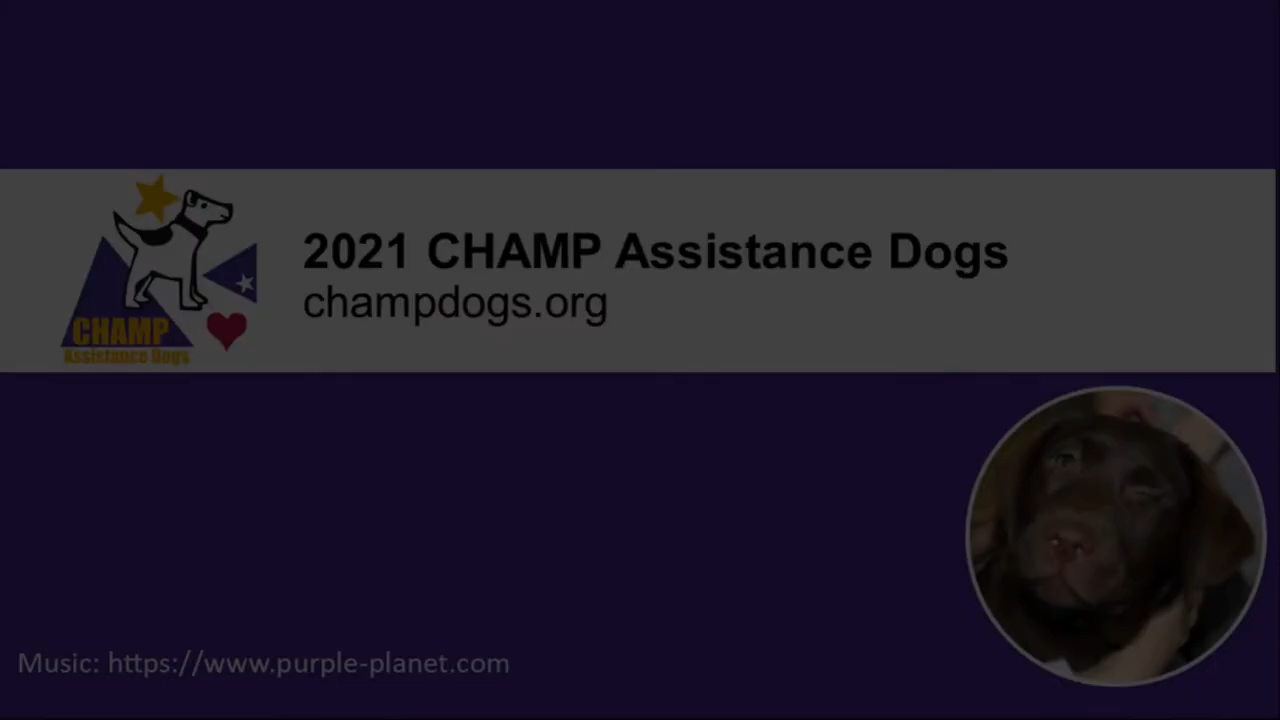 2021 CHAMP Assistance Dogs
champdogs.org
CHAMP
Assistance Dogs
Music: https://www.purple-planet.com